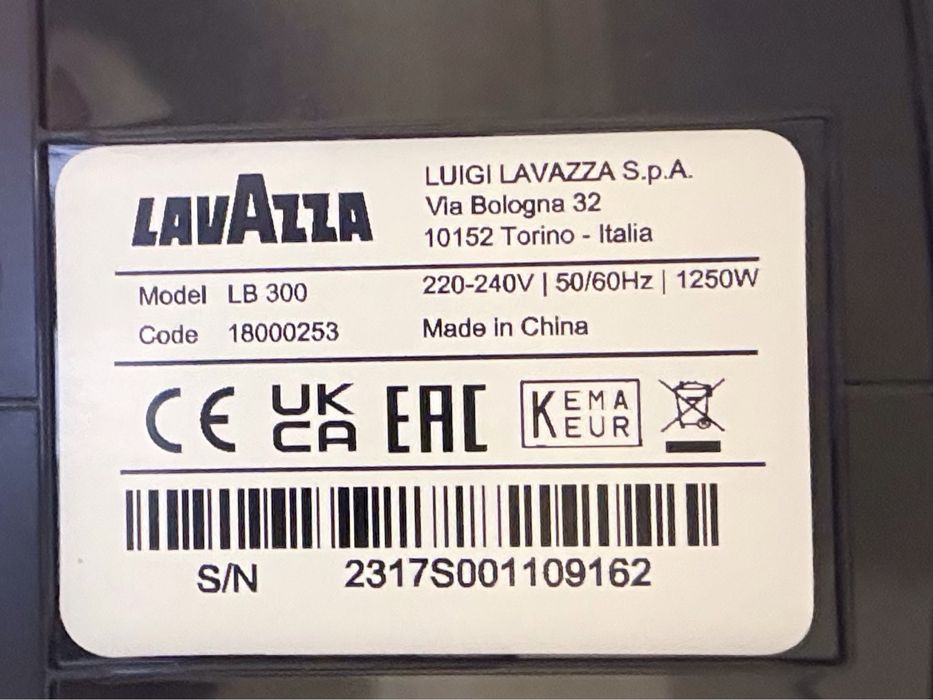 LAVAZZA
LUIGI LAVAZZA S.p.A.
Via Bologna 32
10152 Torino - Italia
Model LB 300
220-240V | 50/60Hz | 1250W
Code 18000253
Made in China
CE UK CA EAC KEMA KEUR
S/N 2317S001109162